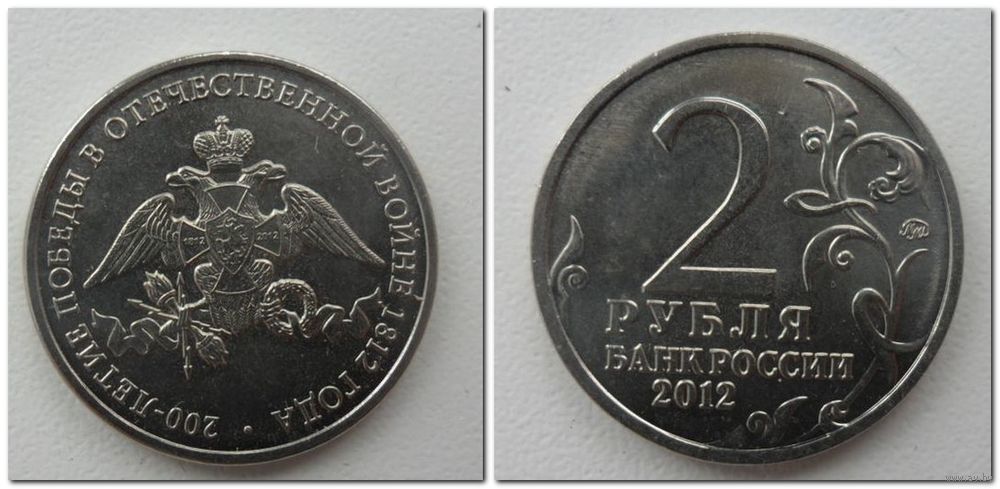 200-ЛЕТИЕ ПОБЕДЫ В ОТЕЧЕСТВЕННОЙ ВОЙНЕ 1812 ГОДА •
1812 2012
2
РУБЛЯ
БАНК РОССИИ
2012